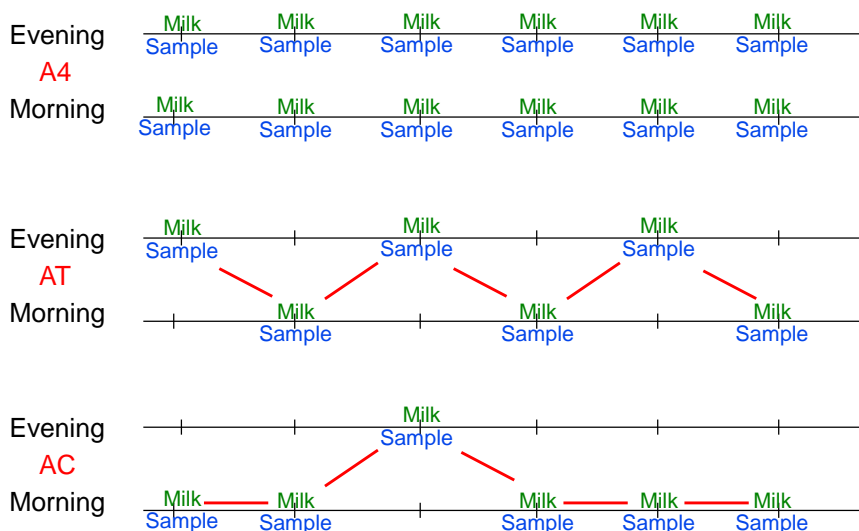 Milk Milk Milk Milk Milk Milk
Evening
Sample Sample Sample Sample Sample Sample
A4
Milk Milk Milk Milk Milk Milk
Morning
Sample Sample Sample Sample Sample Sample
Milk Milk Milk
Evening
Sample Sample Sample
AT
Milk Milk Milk
Morning
Sample Sample Sample
Milk
Evening
Sample
AC
Milk Milk Milk Milk Milk
Morning
Sample Sample Sample Sample Sample